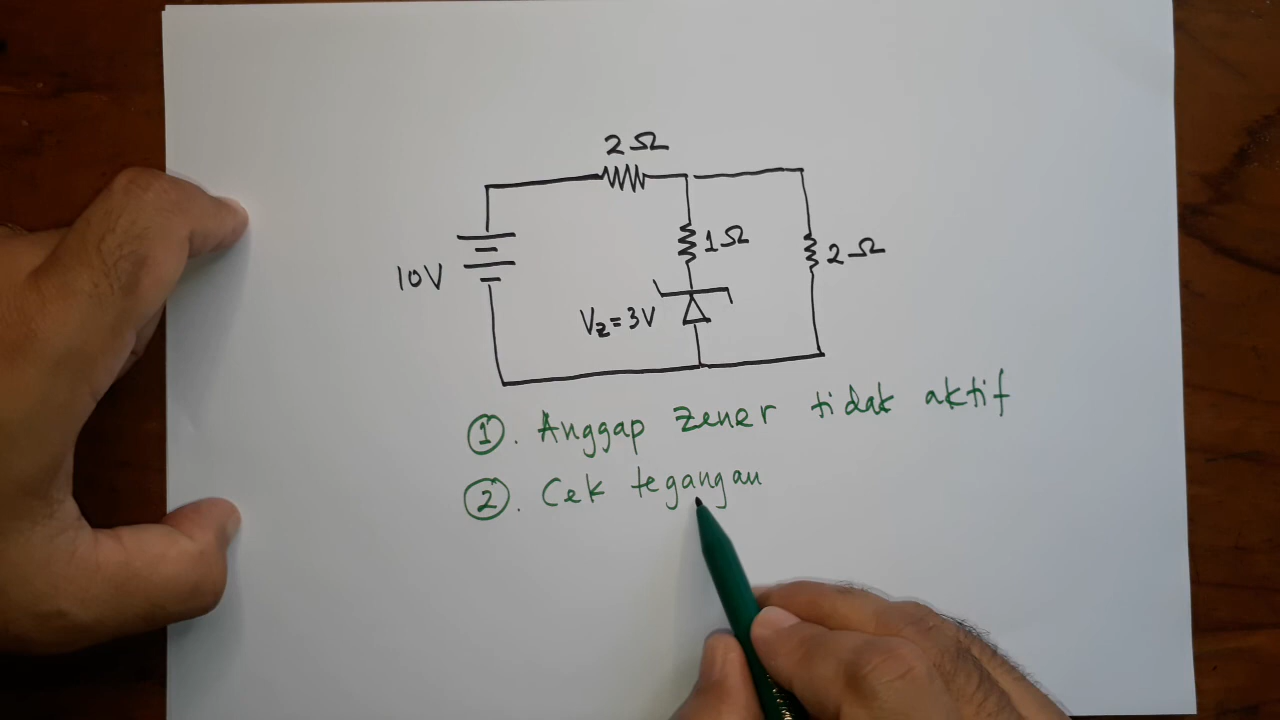 2Ω
1Ω
2Ω
10V
Vz=3V
①. Anggap zener tidak aktif
②. Cek tegangan